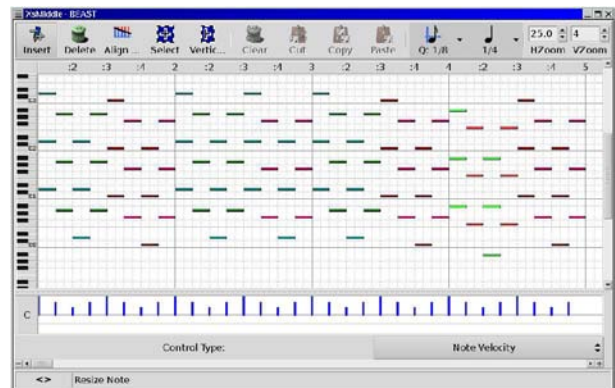 XsMiddle - BEAST
Insert Delete Align ... Select Vertic... Clear Cut Copy Paste Q: 1/8 1/4 25.0 4
HZoom VZoom
:2 :3 :4 2 :2 :3 :4 3 :2 :3 :4 4 :2 :3 :4 5
C
Control Type: Note Velocity
<> Resize Note